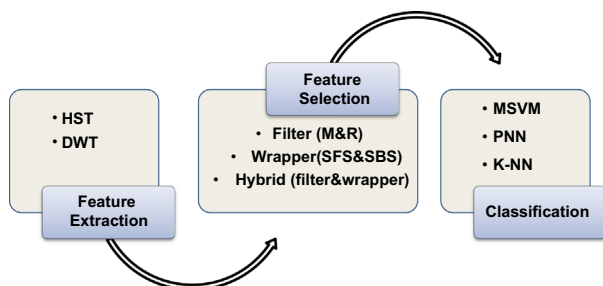 • HST
• DWT
Feature
Extraction
Feature
Selection
• Filter (M&R)
• Wrapper(SFS&SBS)
• Hybrid (filter&wrapper)
• MSVM
• PNN
• K-NN
Classification